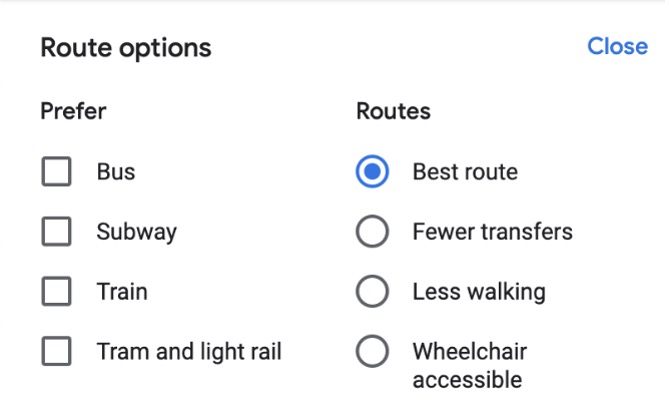 Route options
Close
Prefer
Routes
Bus
Best route
Subway
Fewer transfers
Train
Less walking
Tram and light rail
Wheelchair
accessible